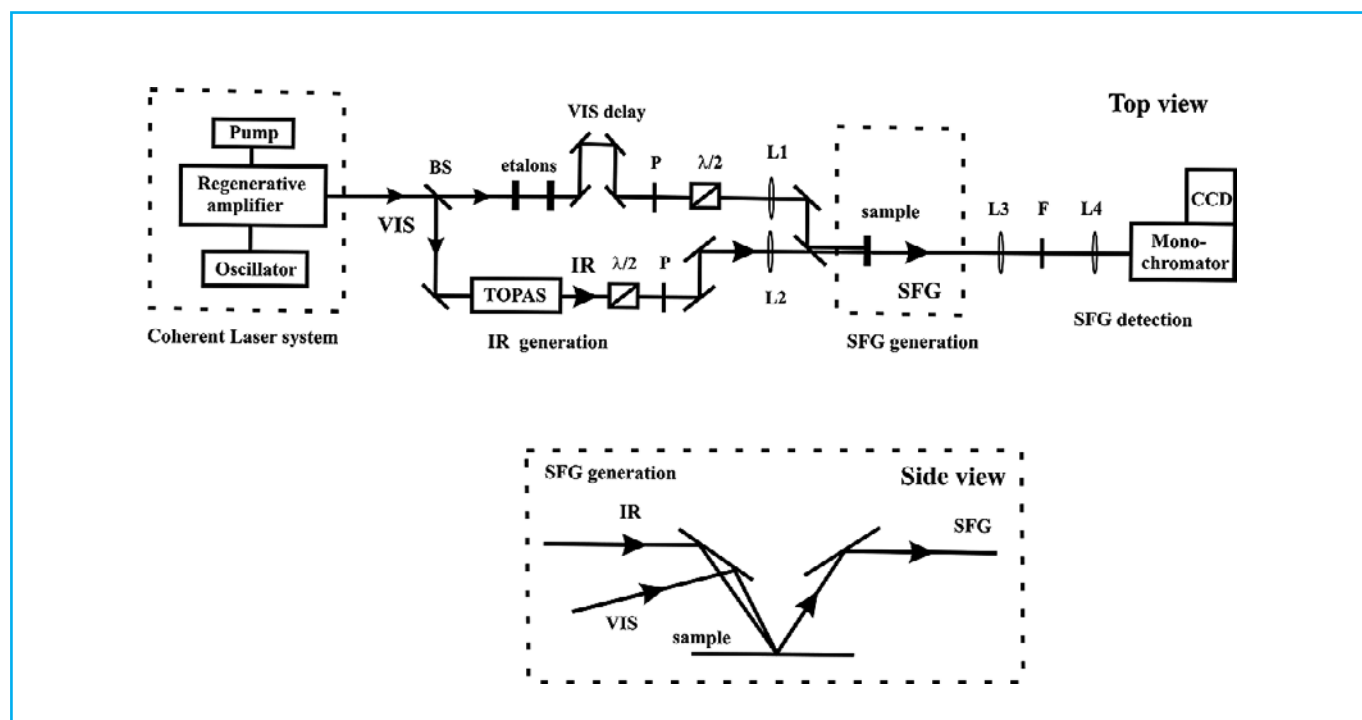 Top view
Pump
Regenerative
amplifier
Oscillator
Coherent Laser system
VIS
BS
etalons
VIS delay
P
λ/2
L1
TOPAS
IR
λ/2
P
L2
IR generation
sample
SFG
SFG generation
L3
F
L4
CCD
Mono-
chromator
SFG detection
SFG generation
Side view
IR
VIS
sample
SFG